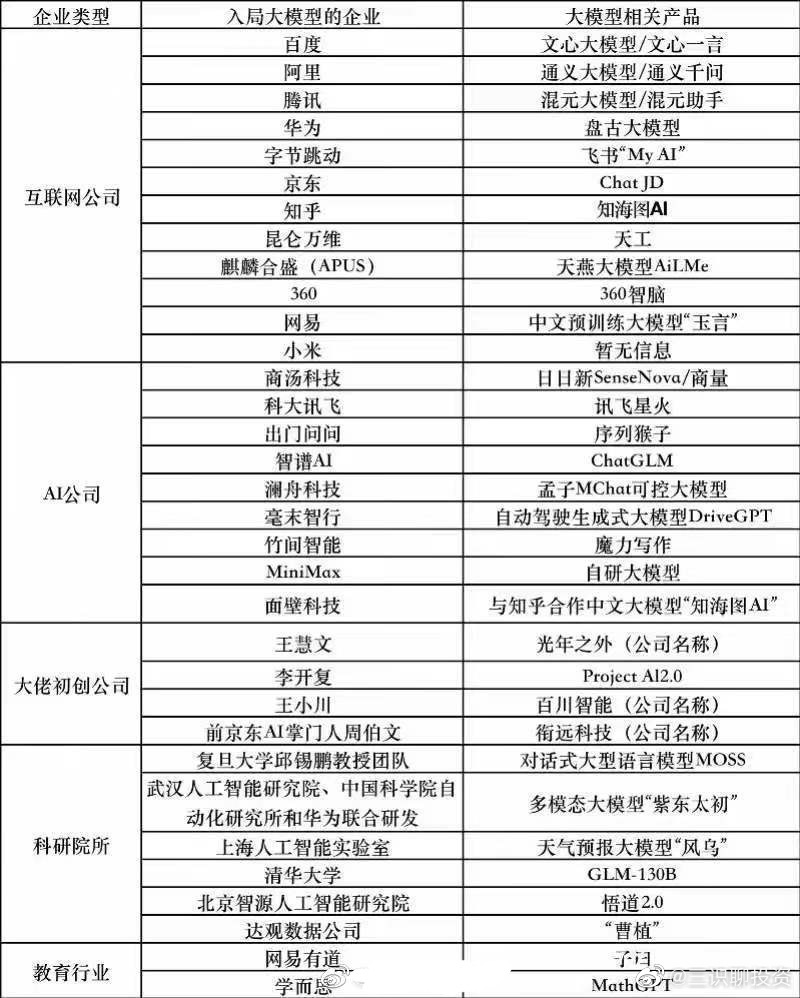 企业类型 入局大模型的企业 大模型相关产品
互联网公司
百度 文心大模型/文心一言
阿里 通义大模型/通义千问
腾讯 混元大模型/混元助手
华为 盘古大模型
字节跳动 飞书“My AI”
京东 Chat JD
知乎 知海图AI
昆仑万维 天工
麒麟合盛（APUS） 天燕大模型AiLMe
360 360智脑
网易 中文预训练大模型“玉言”
小米 暂无信息
AI公司
商汤科技 日日新SenseNova/商量
科大讯飞 讯飞星火
出门问问 序列猴子
智谱AI ChatGLM
澜舟科技 孟子MChat可控大模型
毫末智行 自动驾驶生成式大模型DriveGPT
竹间智能 魔力写作
MiniMax 自研大模型
面壁科技 与知乎合作中文大模型“知海图AI”
大佬初创公司
王慧文 光年之外（公司名称）
李开复 Project Al2.0
王小川 百川智能（公司名称）
前京东AI掌门人周伯文 衔远科技（公司名称）
科研院所
复旦大学邱锡鹏教授团队 对话式大型语言模型MOSS
武汉人工智能研究院、中国科学院自
动化研究所和华为联合研发 多模态大模型“紫东太初”
上海人工智能实验室 天气预报大模型“风乌”
清华大学 GLM-130B
北京智源人工智能研究院 悟道2.0
达观数据公司 “曹植”
教育行业
网易有道 子曰
学而思 MathGPT
@三识聊投资